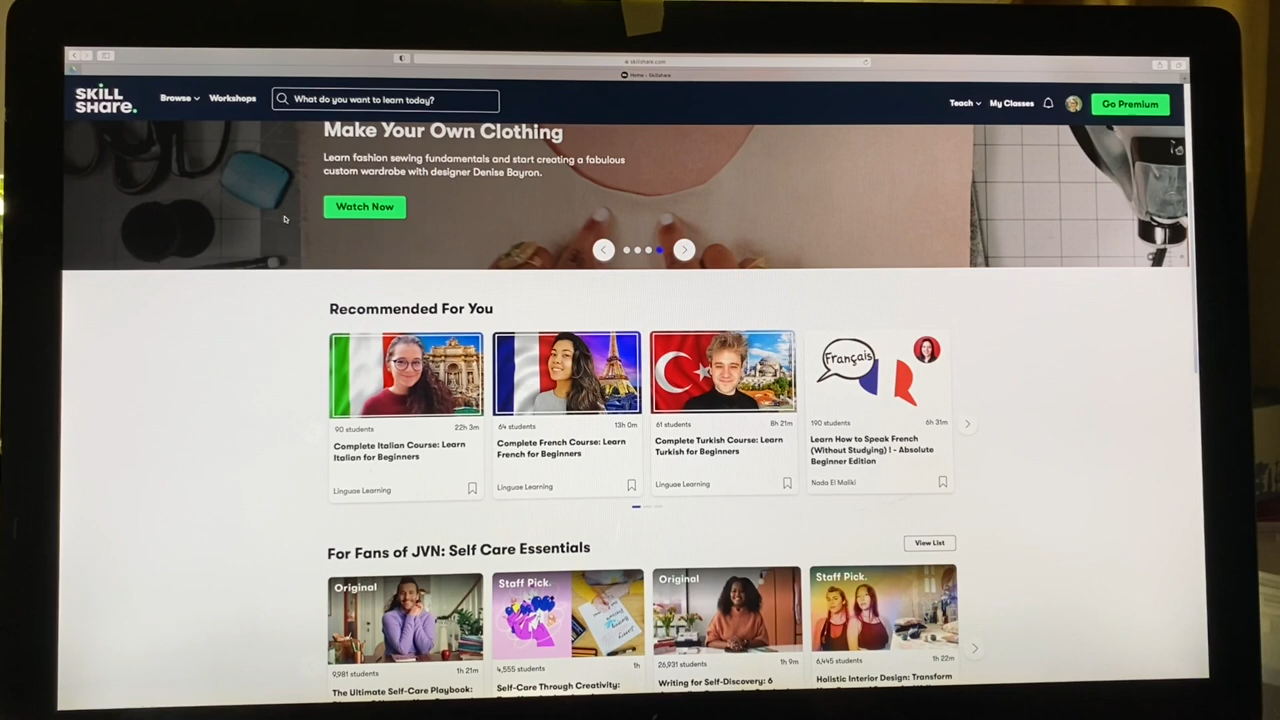 skillshare.com
Home - Skillshare
SKILL
SHARE.
Browse
Workshops
What do you want to learn today?
Teach
My Classes
Go Premium
Make Your Own Clothing
Learn fashion sewing fundamentals and start creating a fabulous
custom wardrobe with designer Denise Bayron.
Watch Now
Recommended For You
90 students 22h 3m
Complete Italian Course: Learn
Italian for Beginners
Linguae Learning
64 students 13h 0m
Complete French Course: Learn
French for Beginners
Linguae Learning
61 students 8h 21m
Complete Turkish Course: Learn
Turkish for Beginners
Linguae Learning
Français
190 students 6h 31m
Learn How to Speak French
(Without Studying) I - Absolute
Beginner Edition
Nada El Maliki
For Fans of JVN: Self Care Essentials
View List
Original
9,981 students 1h 21m
The Ultimate Self-Care Playbook:
Staff Pick.
4,555 students 1h
Self-Care Through Creativity:
Original
26,931 students 1h 9m
Writing for Self-Discovery: 6
Staff Pick.
6,445 students 1h 22m
Holistic Interior Design: Transform